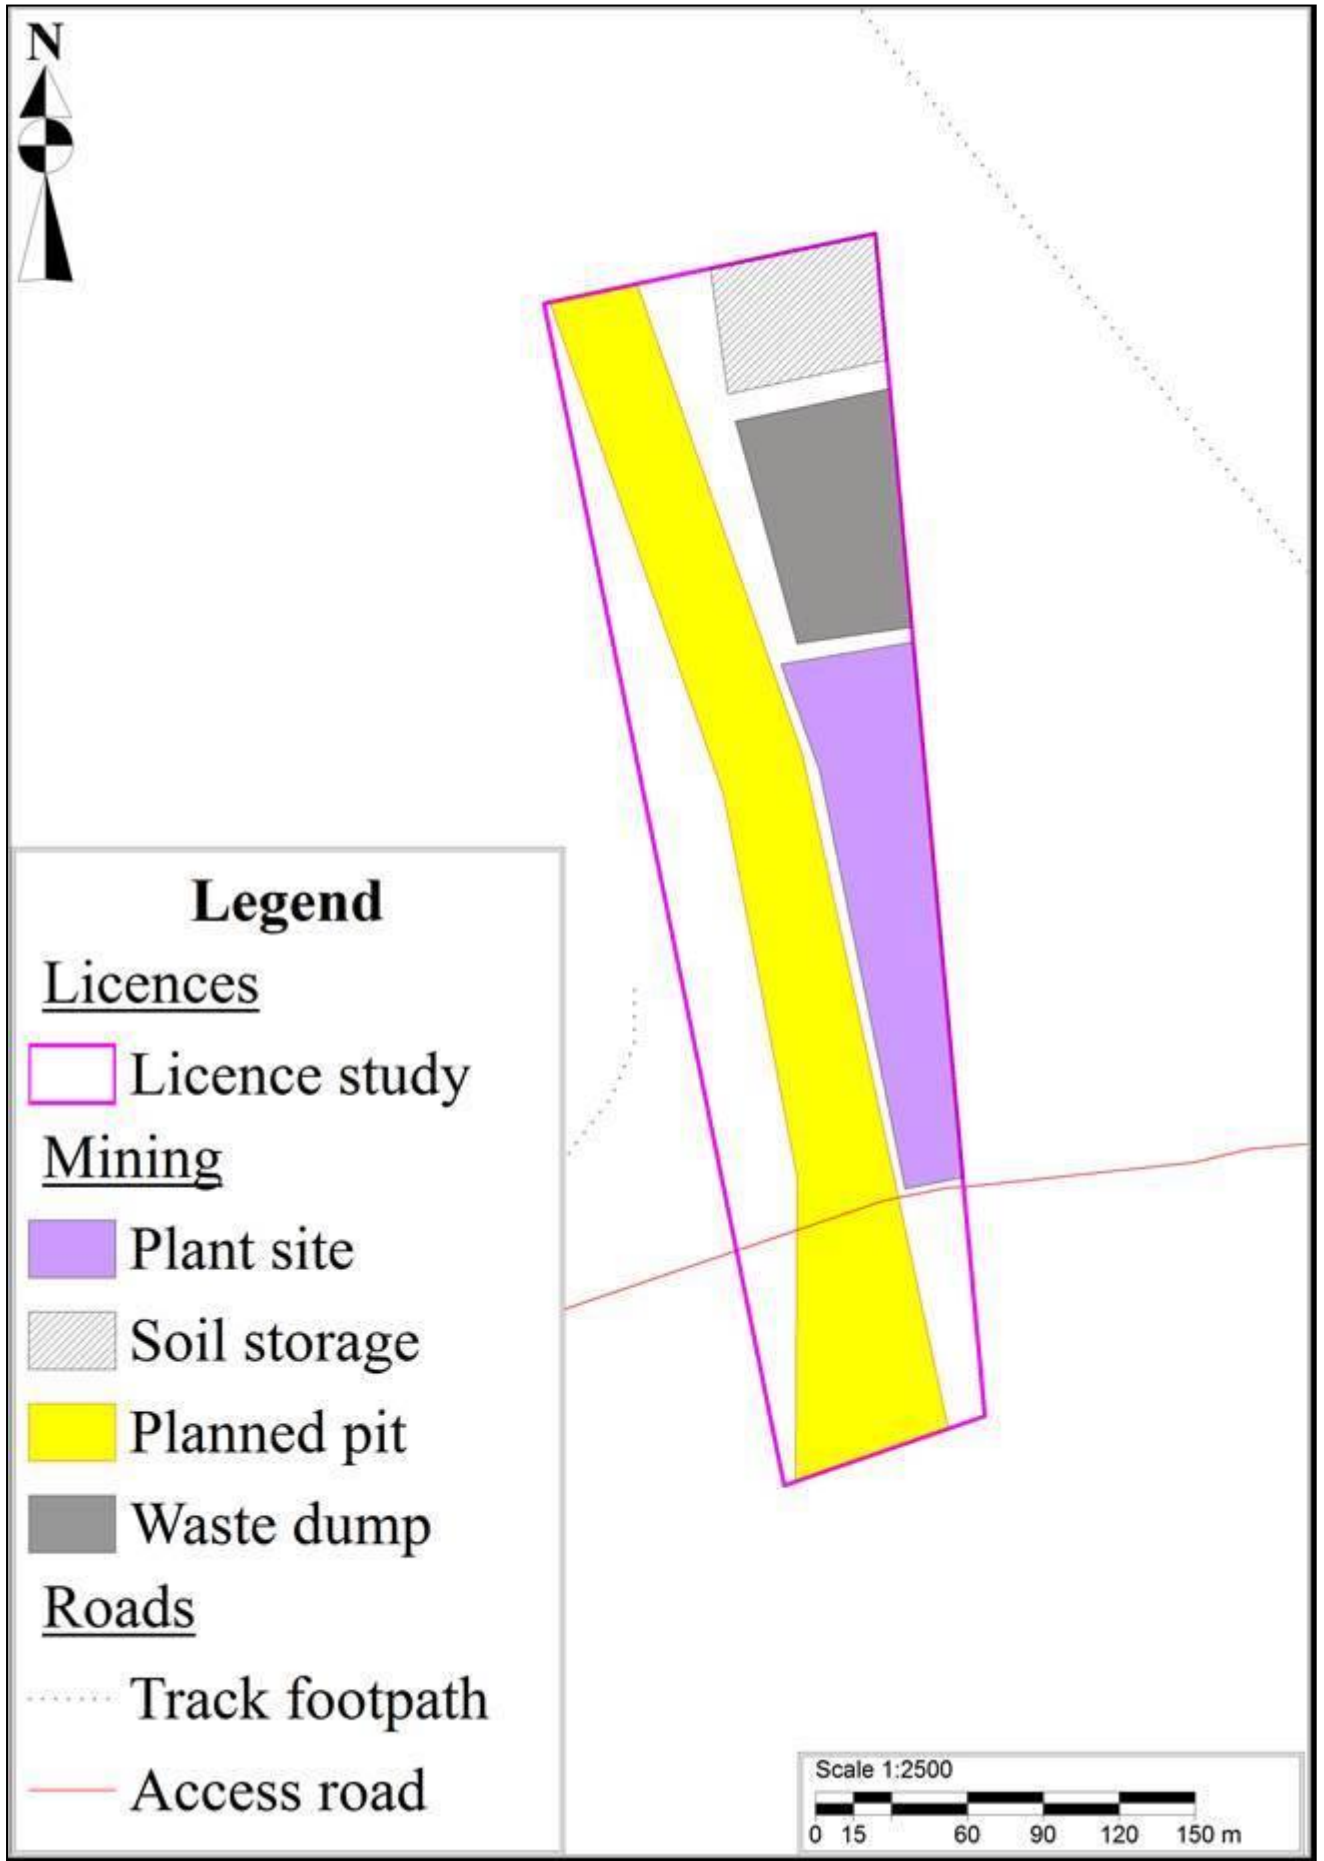 N
Legend
Licences
Licence study
Mining
Plant site
Soil storage
Planned pit
Waste dump
Roads
Track footpath
Access road
Scale 1:2500
0 15 60 90 120 150 m